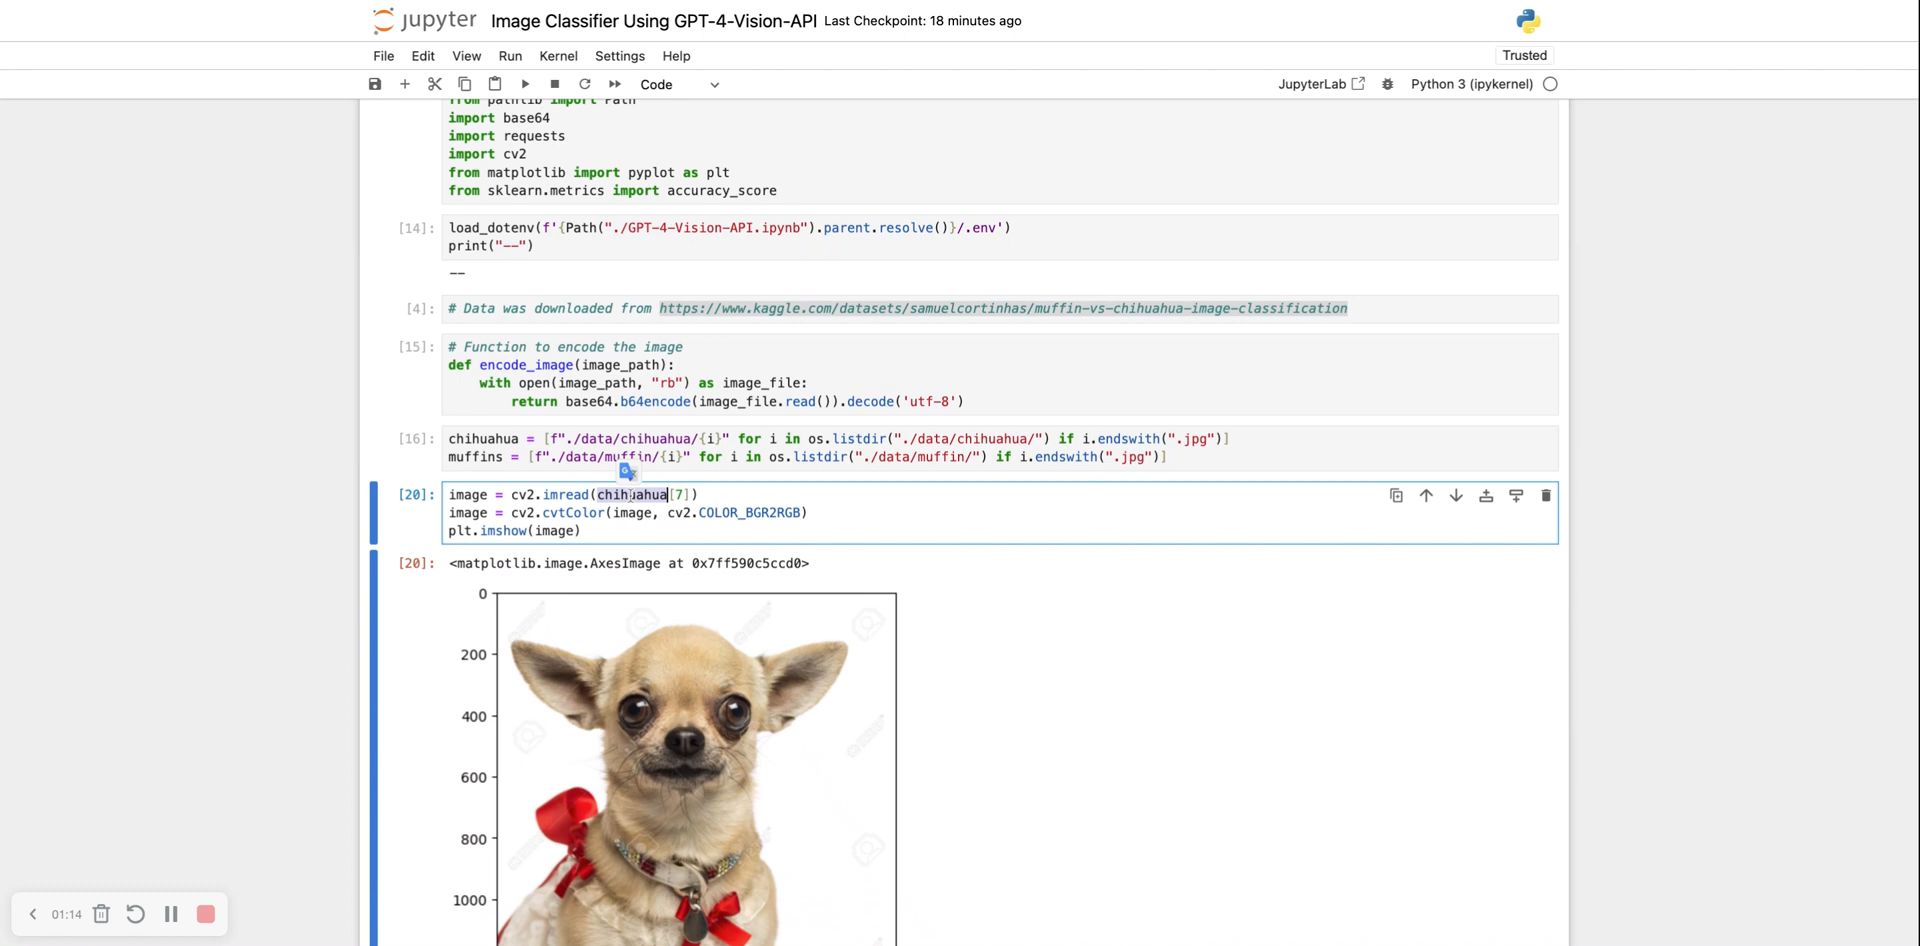 jupyter Image Classifier Using GPT-4-Vision-API Last Checkpoint: 18 minutes ago
File Edit View Run Kernel Settings Help Trusted
Code JupyterLab Python 3 (ipykernel)
from pathlib import Path
import base64
import requests
import cv2
from matplotlib import pyplot as plt
from sklearn.metrics import accuracy_score
[14]: load_dotenv(f'{Path("./GPT-4-Vision-API.ipynb").parent.resolve()}/.env')
print("--")
--
[4]: # Data was downloaded from https://www.kaggle.com/datasets/samuelcortinhas/muffin-vs-chihuahua-image-classification
[15]: # Function to encode the image
def encode_image(image_path):
with open(image_path, "rb") as image_file:
return base64.b64encode(image_file.read()).decode('utf-8')
[16]: chihuahua = [f"./data/chihuahua/{i}" for i in os.listdir("./data/chihuahua/") if i.endswith(".jpg")]
muffins = [f"./data/muffin/{i}" for i in os.listdir("./data/muffin/") if i.endswith(".jpg")]
[20]: image = cv2.imread(chihuahua[7])
image = cv2.cvtColor(image, cv2.COLOR_BGR2RGB)
plt.imshow(image)
[20]: <matplotlib.image.AxesImage at 0x7ff590c5ccd0>
0
200
400
600
800
1000
01:14